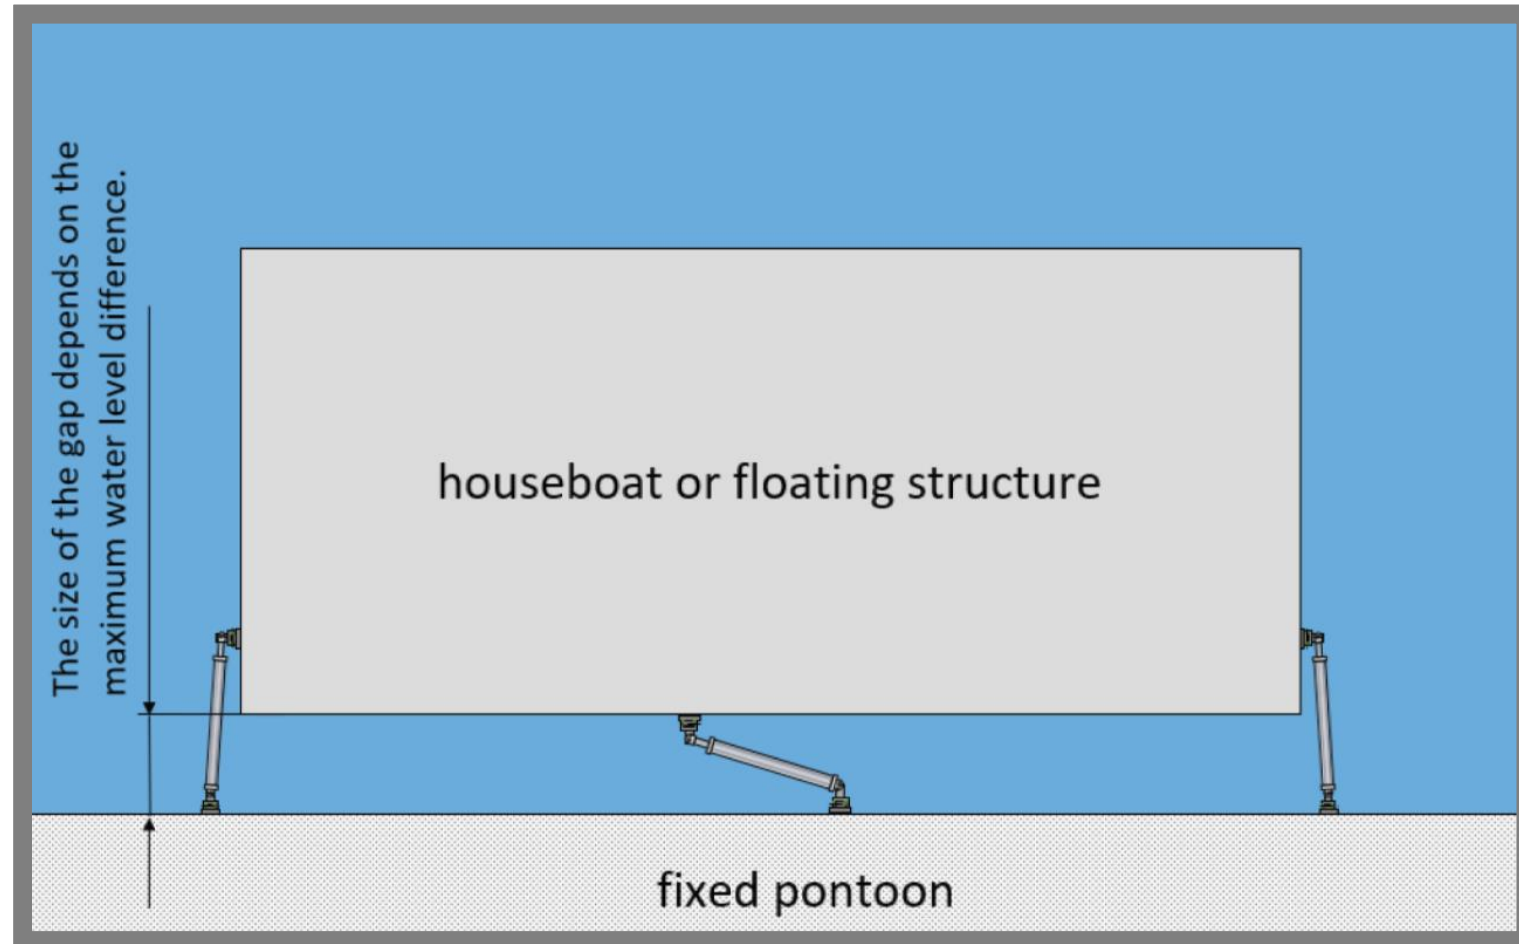 The size of the gap depends on the
maximum water level difference.
houseboat or floating structure
fixed pontoon